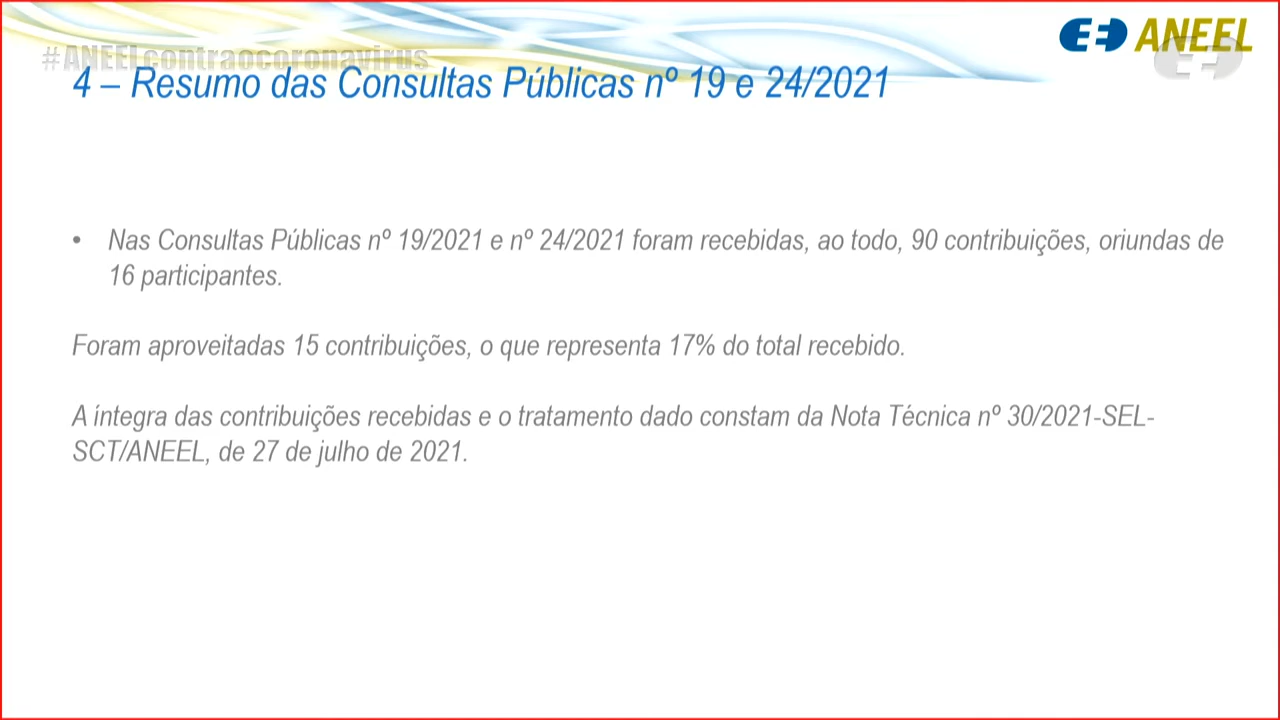 #ANEELcontraocoronavirus
ANEEL
4 – Resumo das Consultas Públicas nº 19 e 24/2021
• Nas Consultas Públicas nº 19/2021 e nº 24/2021 foram recebidas, ao todo, 90 contribuições, oriundas de
16 participantes.
Foram aproveitadas 15 contribuições, o que representa 17% do total recebido.
A íntegra das contribuições recebidas e o tratamento dado constam da Nota Técnica nº 30/2021-SEL-
SCT/ANEEL, de 27 de julho de 2021.